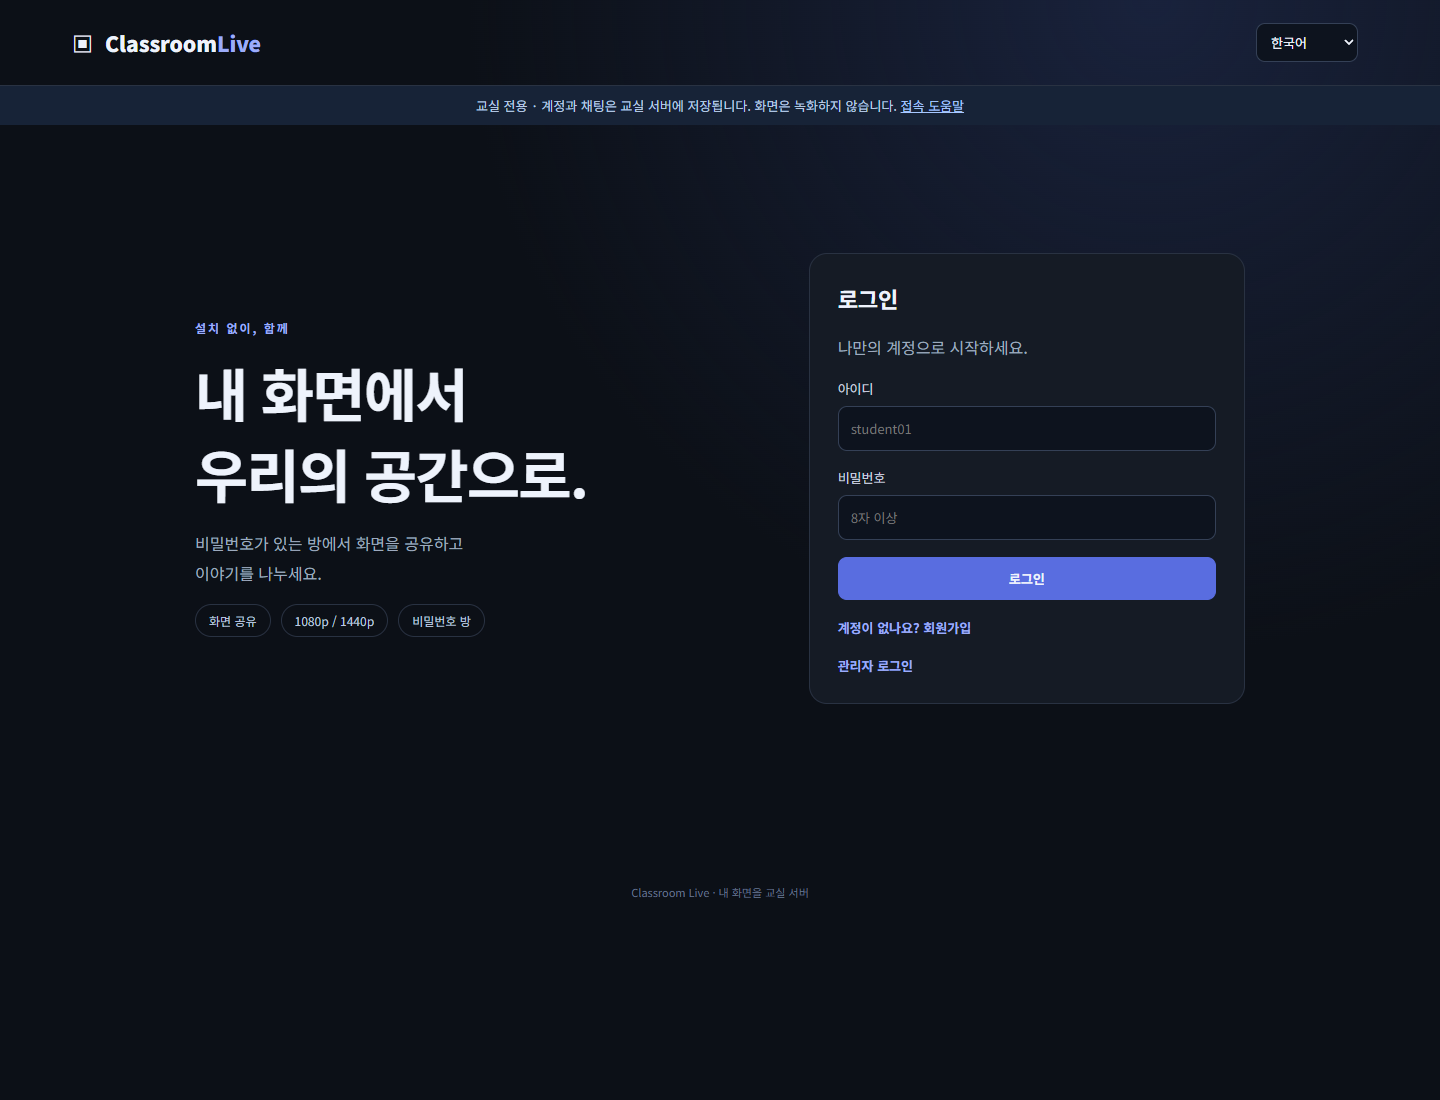 ClassroomLive
한국어
교실 전용 · 계정과 채팅은 교실 서버에 저장됩니다. 화면은 녹화하지 않습니다. 접속 도움말
설치 없이, 함께
내 화면에서
우리의 공간으로.
비밀번호가 있는 방에서 화면을 공유하고
이야기를 나누세요.
화면 공유
1080p / 1440p
비밀번호 방
로그인
나만의 계정으로 시작하세요.
아이디
student01
비밀번호
8자 이상
로그인
계정이 없나요? 회원가입
관리자 로그인
Classroom Live · 내 화면을 교실 서버